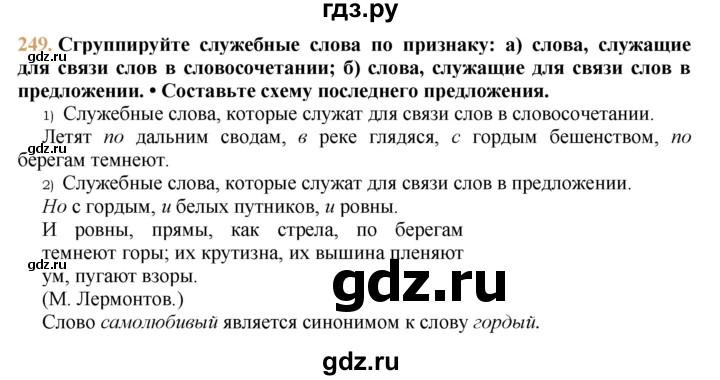 гдз.ру
249. Сгруппируйте служебные слова по признаку: а) слова, служащие
для связи слов в словосочетании; б) слова, служащие для связи слов в
предложении. • Составьте схему последнего предложения.
1) Служебные слова, которые служат для связи слов в словосочетании.
Летят по дальним сводам, в реке глядяся, с гордым бешенством, по
берегам темнеют.
2) Служебные слова, которые служат для связи слов в предложении.
Но с гордым, и белых путников, и ровны.
И ровны, прямы, как стрела, по берегам
темнеют горы; их крутизна, их вышина пленяют
ум, пугают взоры.
(М. Лермонтов.)
Слово самолюбивый является синонимом к слову гордый.
gdz.ru
gdz.ru
gdz.ru
gdz.ru
gdz.ru
gdz.ru